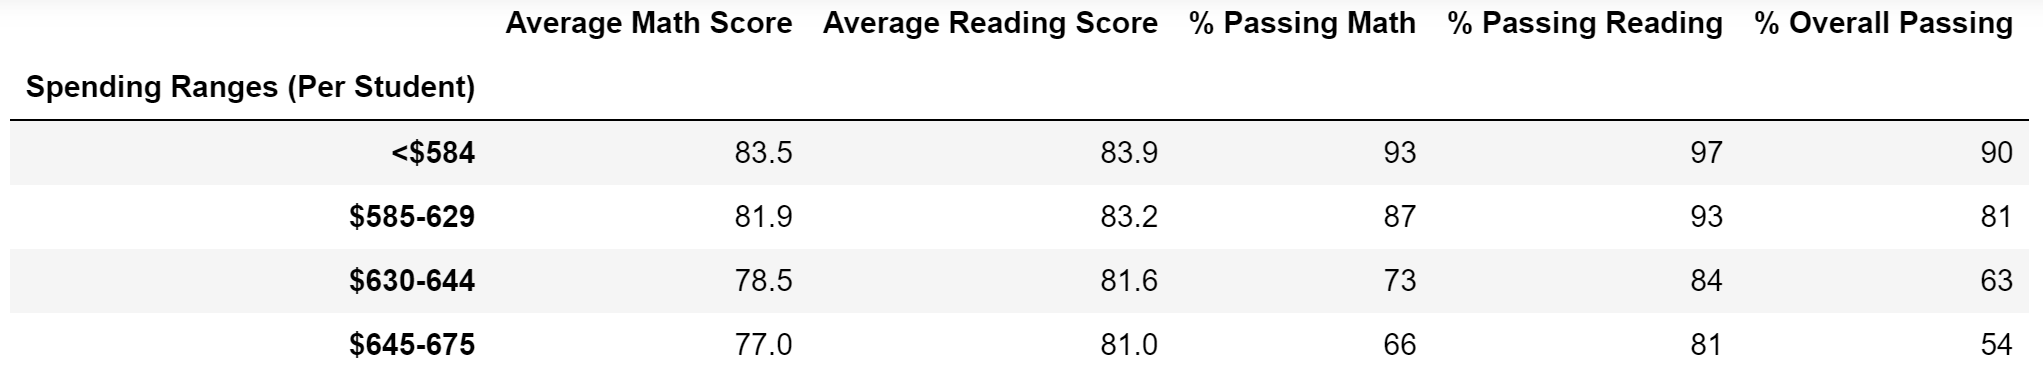 Average Math Score Average Reading Score % Passing Math % Passing Reading % Overall Passing
Spending Ranges (Per Student)
<$584 83.5 83.9 93 97 90
$585-629 81.9 83.2 87 93 81
$630-644 78.5 81.6 73 84 63
$645-675 77.0 81.0 66 81 54